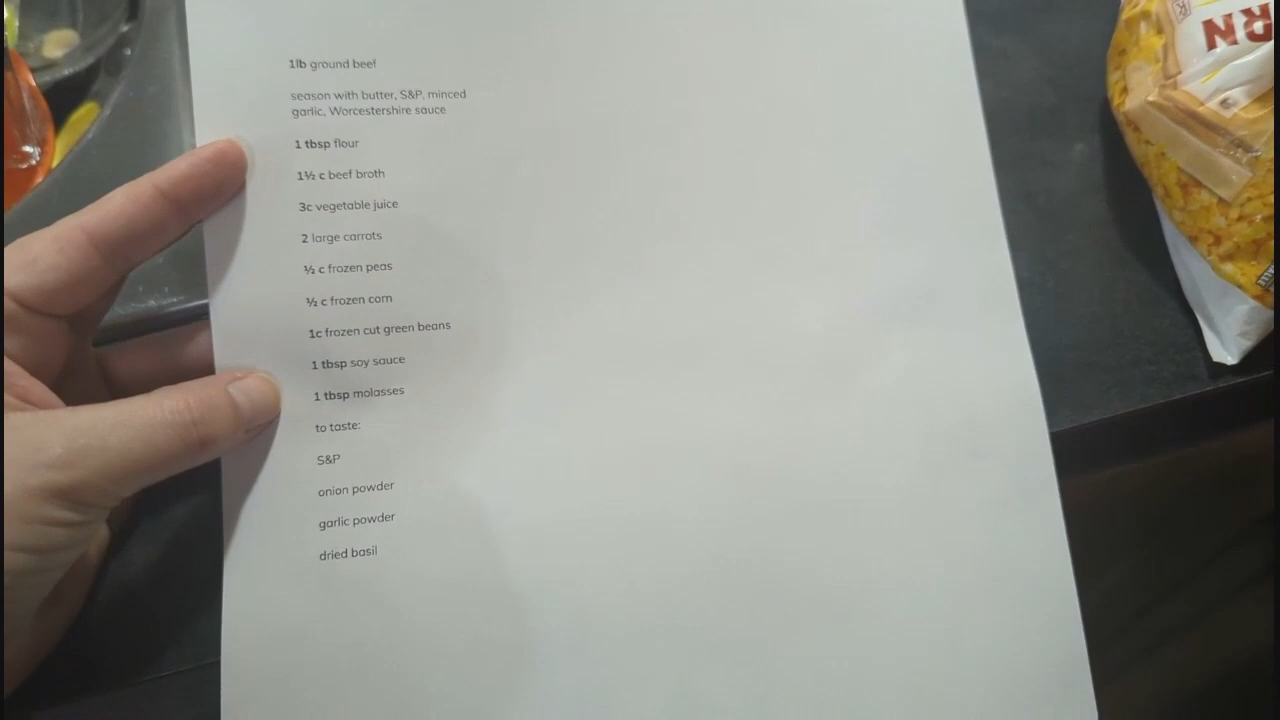 1lb ground beef
season with butter, S&P, minced
garlic, Worcestershire sauce
1 tbsp flour
1½ c beef broth
3c vegetable juice
2 large carrots
½ c frozen peas
½ c frozen corn
1c frozen cut green beans
1 tbsp soy sauce
1 tbsp molasses
to taste:
S&P
onion powder
garlic powder
dried basil
RN